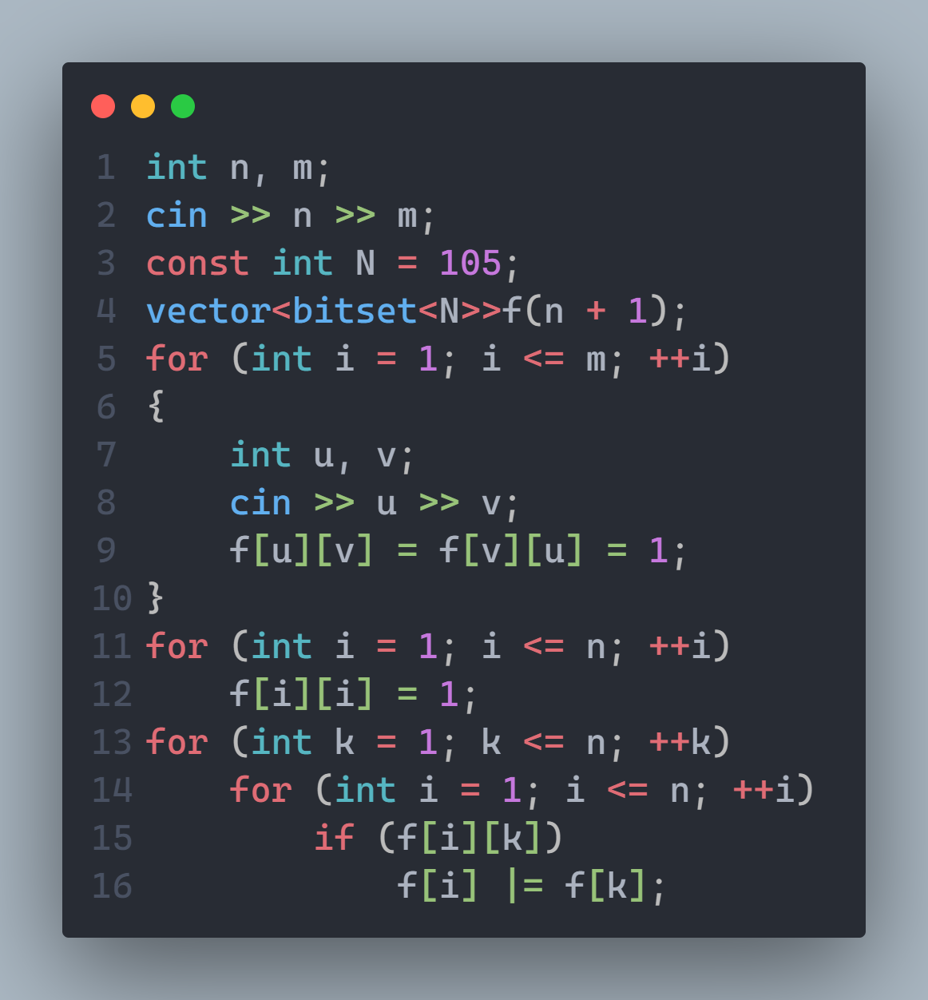 1 int n, m;
2 cin >> n >> m;
3 const int N = 105;
4 vector<bitset<N>>f(n + 1);
5 for (int i = 1; i <= m; ++i)
6 {
7     int u, v;
8     cin >> u >> v;
9     f[u][v] = f[v][u] = 1;
10 }
11 for (int i = 1; i <= n; ++i)
12     f[i][i] = 1;
13 for (int k = 1; k <= n; ++k)
14     for (int i = 1; i <= n; ++i)
15         if (f[i][k])
16             f[i] |= f[k];